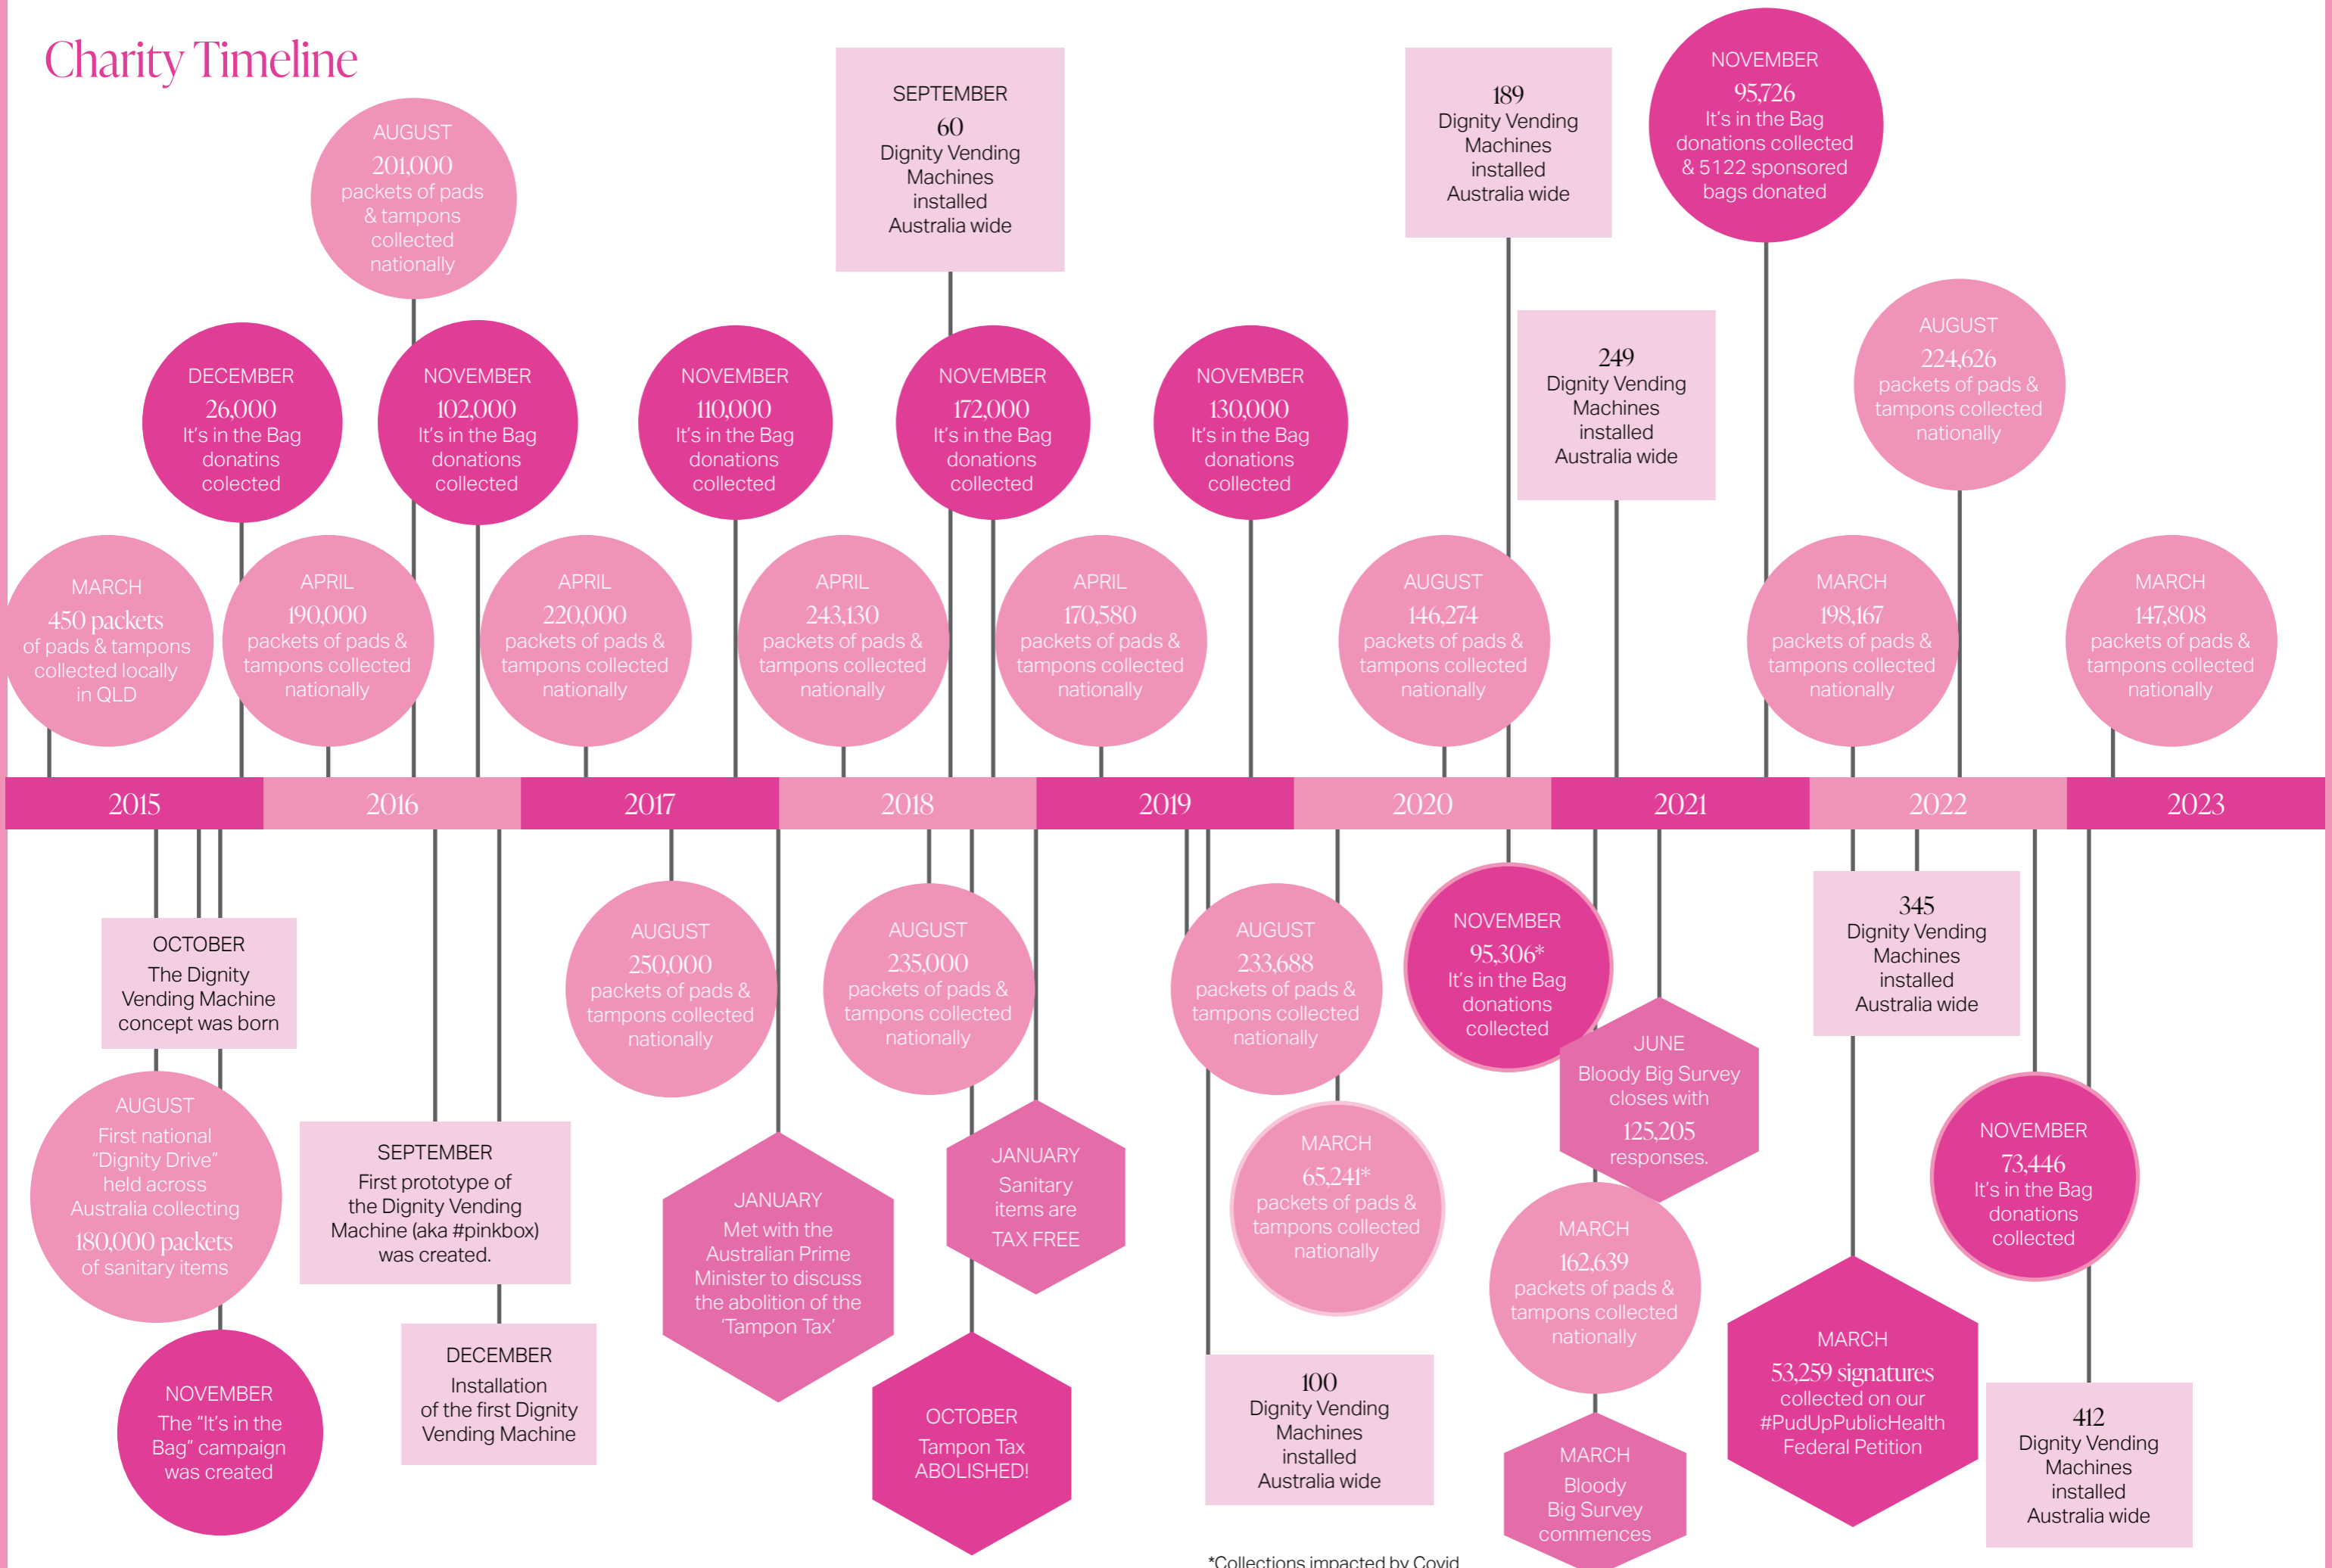 Charity Timeline
AUGUST
201,000
packets of pads
& tampons
collected
nationally
SEPTEMBER
60
Dignity Vending
Machines
installed
Australia wide
189
Dignity Vending
Machines
installed
Australia wide
NOVEMBER
95,726
It's in the Bag
donations collected
& 5122 sponsored
bags donated
DECEMBER
26,000
It's in the Bag
donatins
colected
NOVEMBER
102,000
It's in the Bag
donations
collected
NOVEMBER
110,000
It's in the Bag
donations
collected
NOVEMBER
172,000
It's in the Bag
donations
collected
NOVEMBER
130,000
It's in the Bag
donations
collected
249
Dignity Vending
Machines
installed
Australia wide
AUGUST
224,626
packets of pads &
tampons collected
nationally
MARCH
450 packets
of pads & tampons
collected locally
in QLD
APRIL
190,000
packets of pads &
tampons collected
nationally
APRIL
220,000
packets of pads &
tampons collected
nationally
APRIL
243,130
packets of pads &
tampons collected
nationally
APRIL
170,580
packets of pads &
tampons collected
nationally
AUGUST
146,274
packets of pads &
tampons collected
nationally
MARCH
198,167
packets of pads &
tampons collected
nationally
MARCH
147,808
packets of pads &
tampons collected
nationally
2015
2016
2017
2018
2019
2020
2021
2022
2023
OCTOBER
The Dignity
Vending Machine
concept was born
AUGUST
First national
"Dignity Drive"
held across
Australia collecting
180,000 packets
of sanitary items
NOVEMBER
The "It's in the
Bag" campaign
was created
SEPTEMBER
First prototype of
the Dignity Vending
Machine (aka #pinkbox)
was created.
DECEMBER
Installation
of the first Dignity
Vending Machine
AUGUST
250,000
packets of pads &
tampons collected
nationally
JANUARY
Met with the
Australian Prime
Minister to discuss
the abolition of the
'Tampon Tax'
AUGUST
235,000
packets of pads &
tampons collected
nationally
OCTOBER
Tampon Tax
ABOLISHED!
JANUARY
Sanitary
items are
TAX FREE
AUGUST
233,688
packets of pads &
tampons collected
nationally
100
Dignity Vending
Machines
installed
Australia wide
MARCH
65,241*
packets of pads &
tampons collected
nationally
NOVEMBER
95,306*
It's in the Bag
donations
collected
JUNE
Bloody Big Survey
closes with
125,205
responses.
MARCH
162,639
packets of pads &
tampons collected
nationally
MARCH
Bloody
Big Survey
commences
345
Dignity Vending
Machines
installed
Australia wide
MARCH
53,259 signatures
collected on our
#PudUpPublicHealth
Federal Petition
NOVEMBER
73,446
It's in the Bag
donations
collected
412
Dignity Vending
Machines
installed
Australia wide
*Collections impacted by Covid